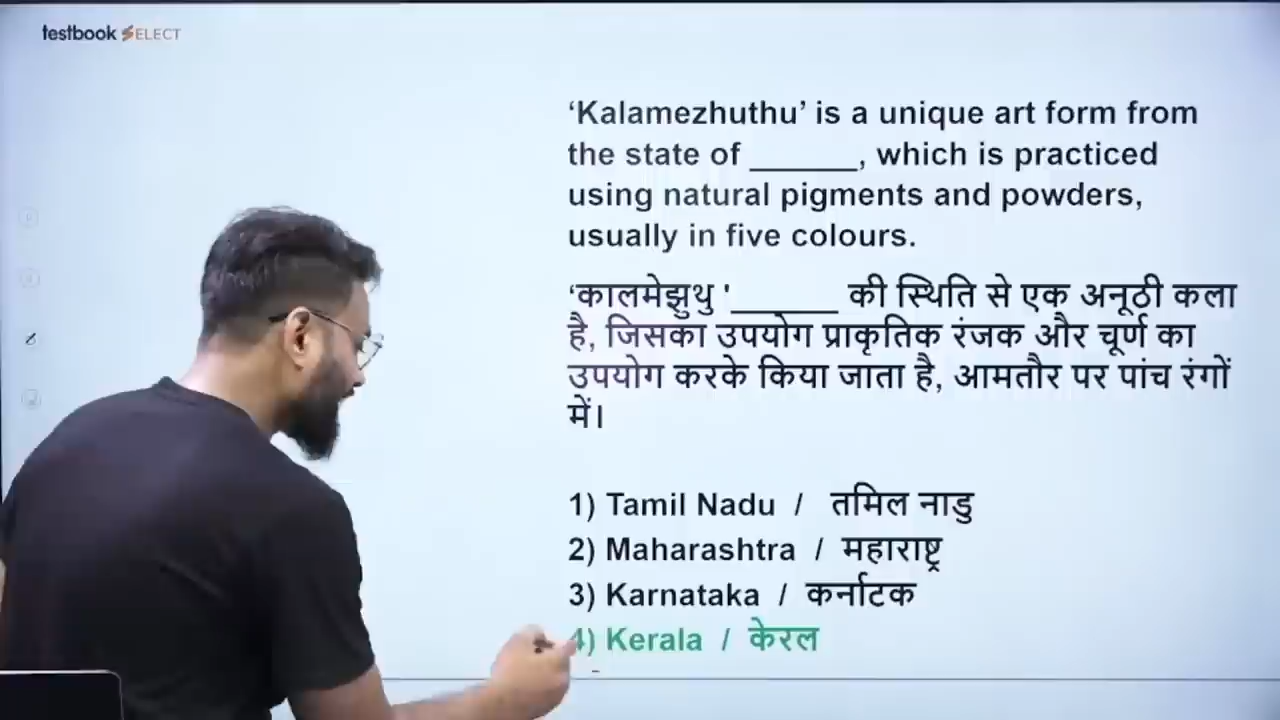 testbook SELECT
‘Kalamezhuthu’ is a unique art form from
the state of ______, which is practiced
using natural pigments and powders,
usually in five colours.
‘कालमेझुथु '______ की स्थिति से एक अनूठी कला
है, जिसका उपयोग प्राकृतिक रंजक और चूर्ण का
उपयोग करके किया जाता है, आमतौर पर पांच रंगों
में।
1) Tamil Nadu / तमिल नाडु
2) Maharashtra / महाराष्ट्र
3) Karnataka / कर्नाटक
4) Kerala / केरल